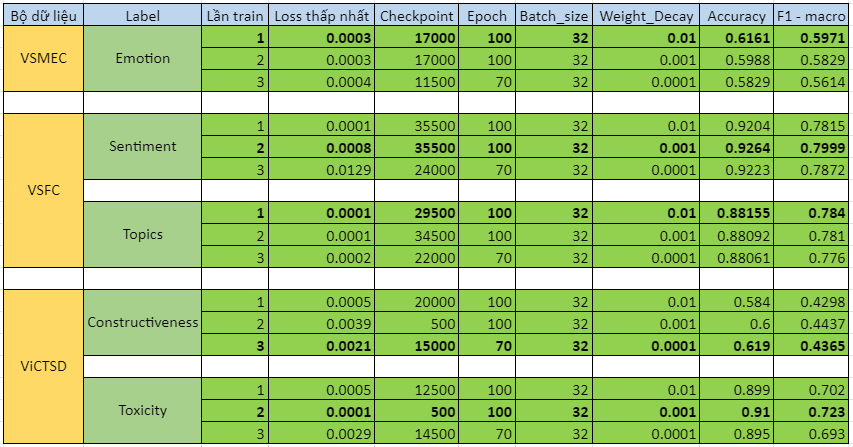 Bộ dữ liệu Label Lần train Loss thấp nhất Checkpoint Epoch Batch_size Weight_Decay Accuracy F1 - macro
VSMEC Emotion 1 0.0003 17000 100 32 0.01 0.6161 0.5971
2 0.0003 17000 100 32 0.001 0.5988 0.5829
3 0.0004 11500 70 32 0.0001 0.5829 0.5614
VSFC Sentiment 1 0.0001 35500 100 32 0.01 0.9204 0.7815
2 0.0008 35500 100 32 0.001 0.9264 0.7999
3 0.0129 24000 70 32 0.0001 0.9223 0.7872
Topics 1 0.0001 29500 100 32 0.01 0.88155 0.784
2 0.0001 34500 100 32 0.001 0.88092 0.781
3 0.0002 22000 70 32 0.0001 0.88061 0.776
ViCTSD Constructiveness 1 0.0005 20000 100 32 0.01 0.584 0.4298
2 0.0039 500 100 32 0.001 0.6 0.4437
3 0.0021 15000 70 32 0.0001 0.619 0.4365
Toxicity 1 0.0005 12500 100 32 0.01 0.899 0.702
2 0.0001 500 100 32 0.001 0.91 0.723
3 0.0029 14500 70 32 0.0001 0.895 0.693